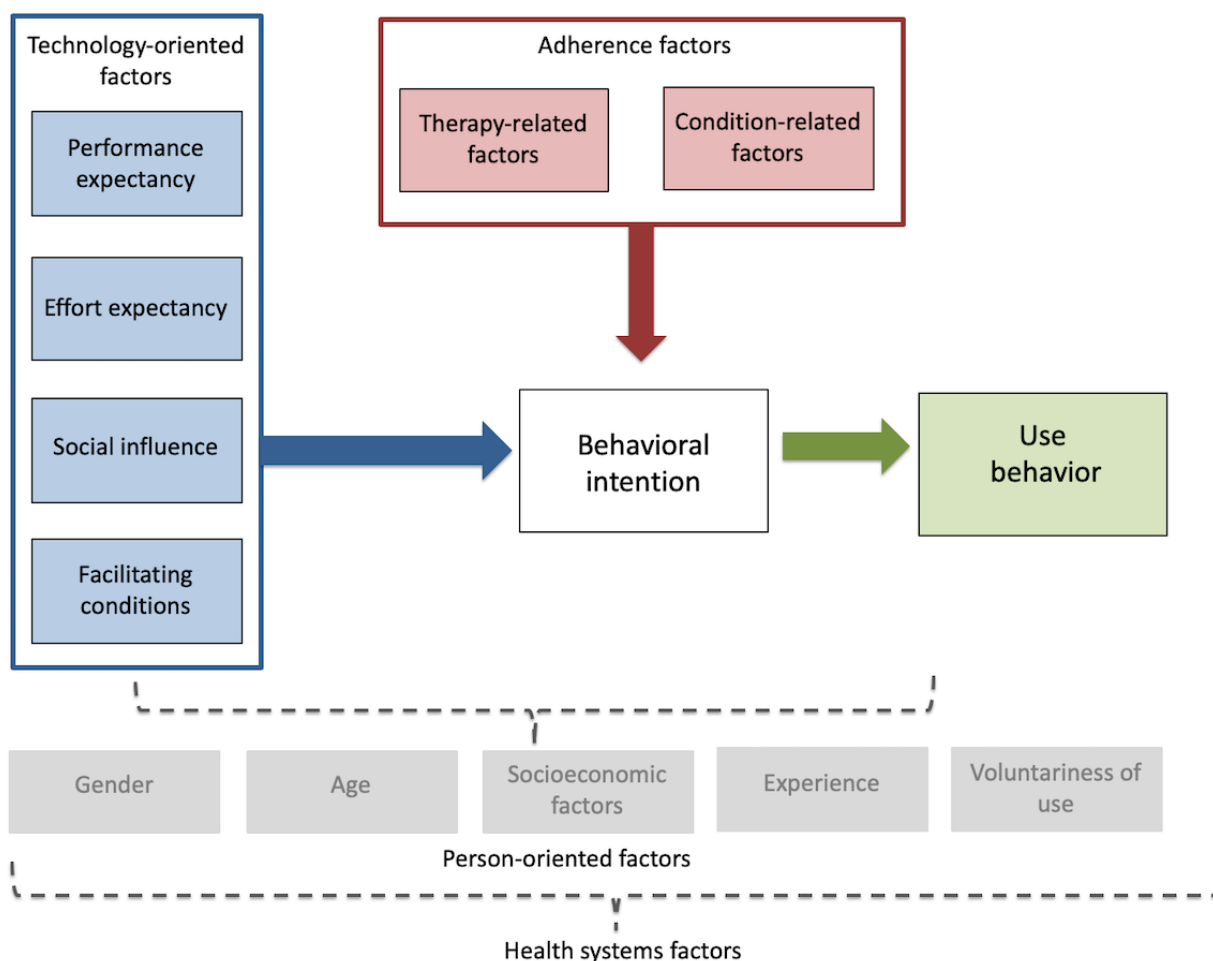 Technology-oriented
factors
Performance
expectancy
Effort expectancy
Social influence
Facilitating
conditions
Adherence factors
Therapy-related
factors
Condition-related
factors
Behavioral
intention
Use
behavior
Gender
Age
Socioeconomic
factors
Experience
Voluntariness of
use
Person-oriented factors
Health systems factors